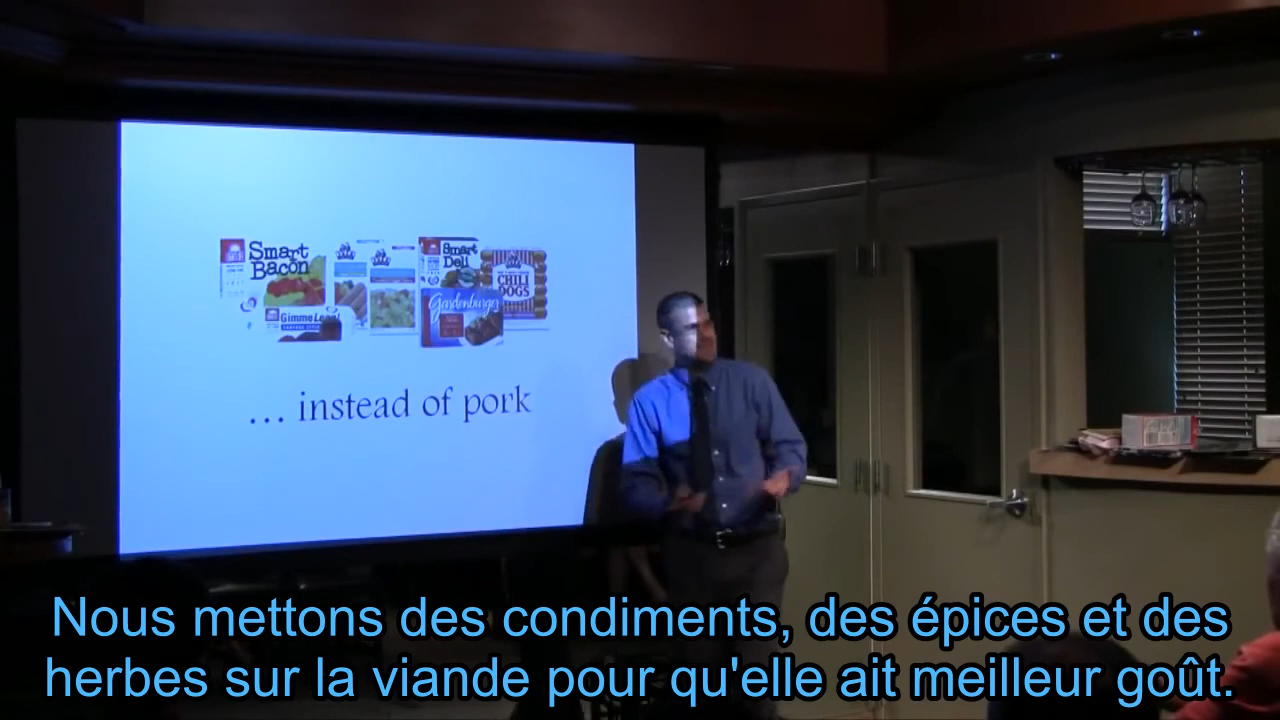 Smart
Bacon
Smart
Deli
CHILI
DOGS
Gardenburger
Gimme Lean
... instead of pork
Nous mettons des condiments, des épices et des
herbes sur la viande pour qu'elle ait meilleur goût.